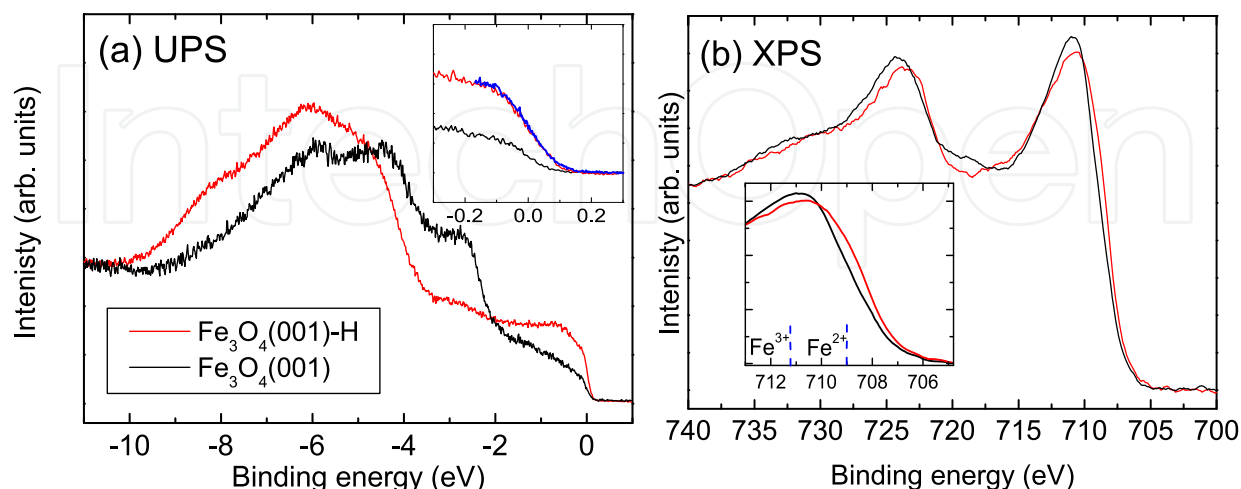 (a) UPS
Intenisty (arb. units)
-0.2 0.0 0.2
Fe₃O₄(001)-H
Fe₃O₄(001)
-10 -8 -6 -4 -2 0
Binding energy (eV)
(b) XPS
Intenisty (arb. units)
Fe³⁺ Fe²⁺
712 710 708 706
740 735 730 725 720 715 710 705 700
Binding energy (eV)
InTechOpen